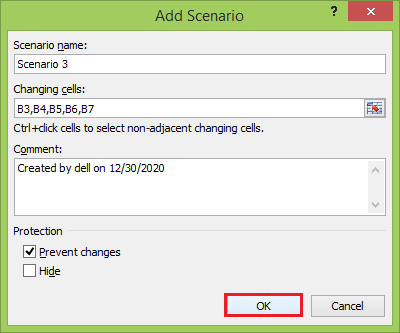 Add Scenario
?
Scenario name:
Scenario 3
Changing cells:
B3,B4,B5,B6,B7
Ctrl+click cells to select non-adjacent changing cells.
Comment:
Created by dell on 12/30/2020
Protection
Prevent changes
Hide
OK
Cancel